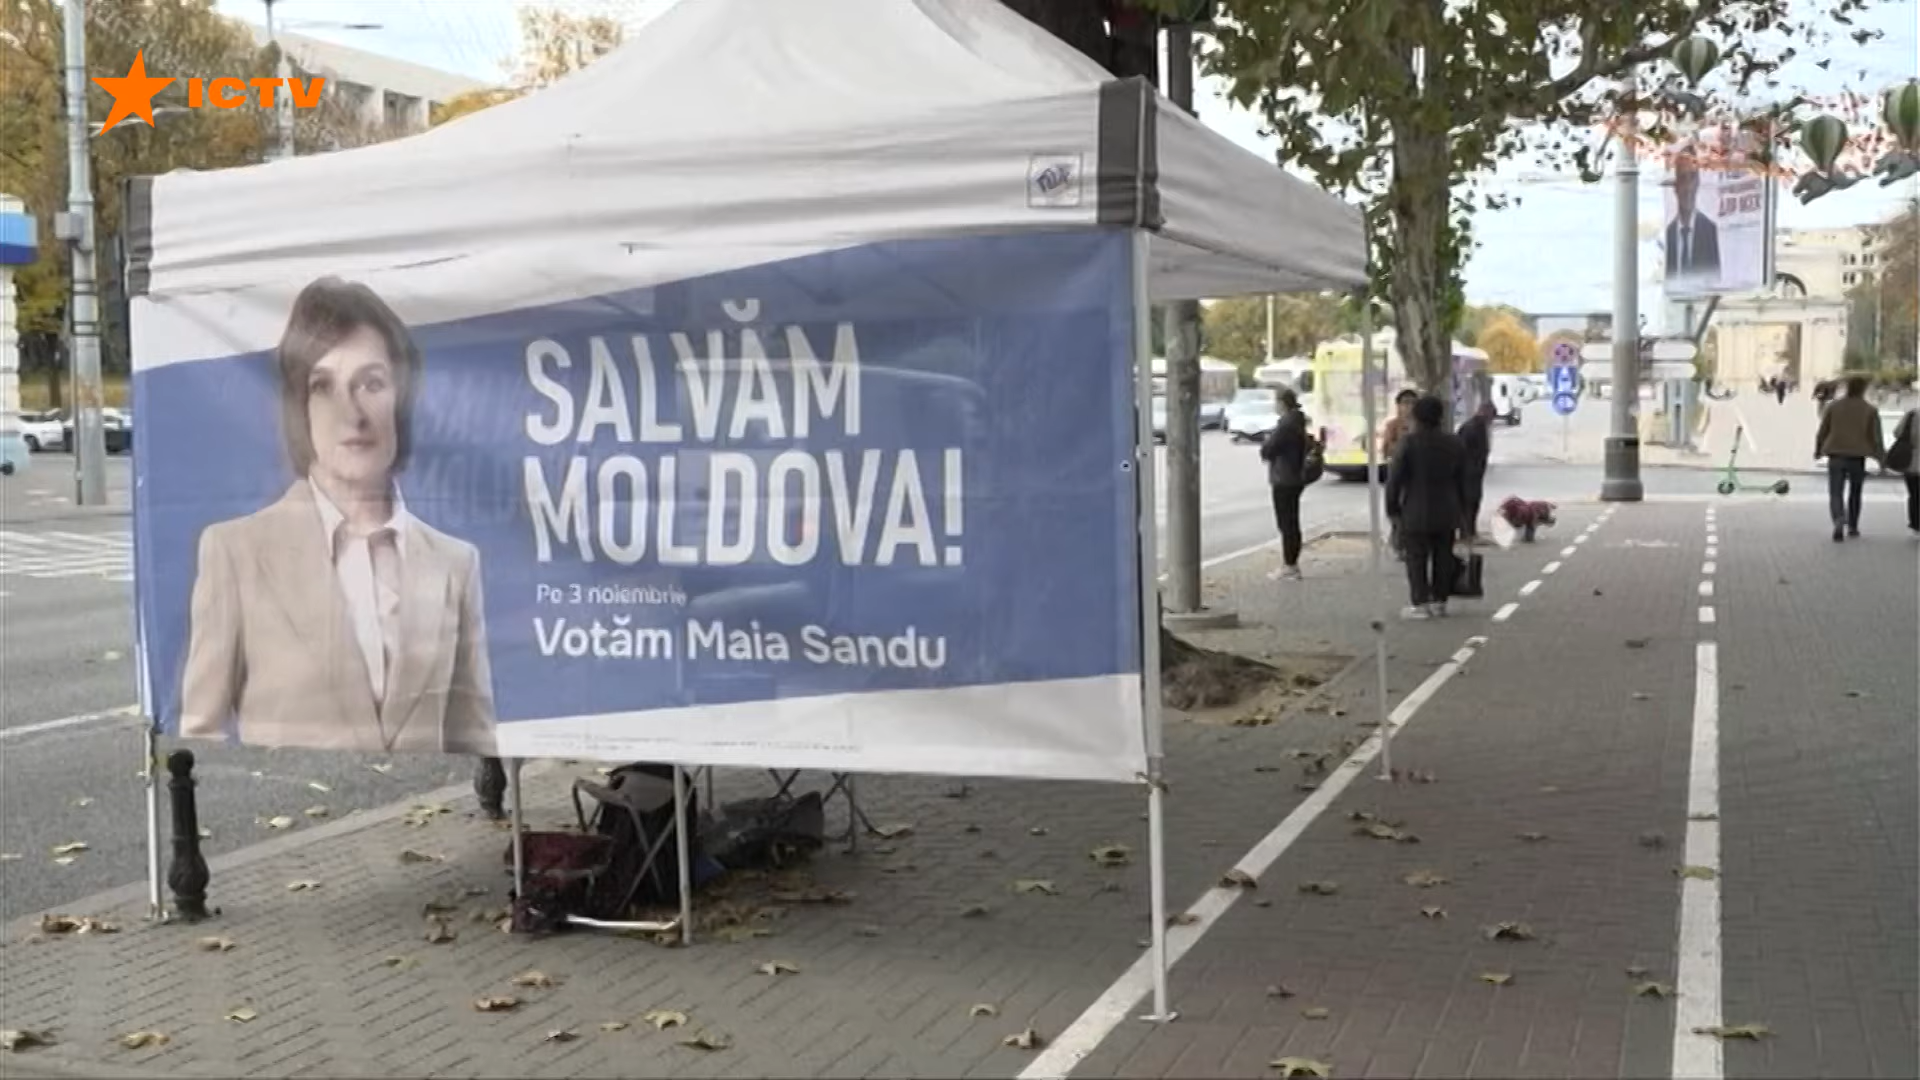 ICTV
SALVĂM
MOLDOVA!
Pe 3 noiembrie
Votăm Maia Sandu